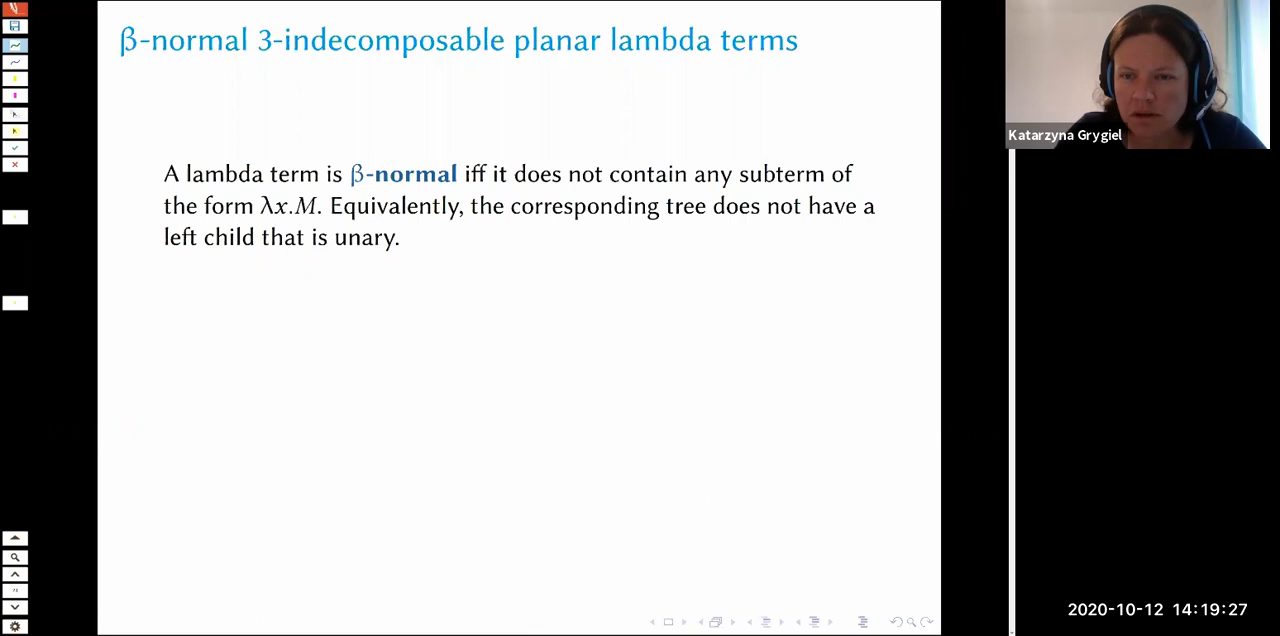 β-normal 3-indecomposable planar lambda terms
A lambda term is β-normal iff it does not contain any subterm of
the form λx.M. Equivalently, the corresponding tree does not have a
left child that is unary.
Katarzyna Grygiel
2020-10-12 14:19:27